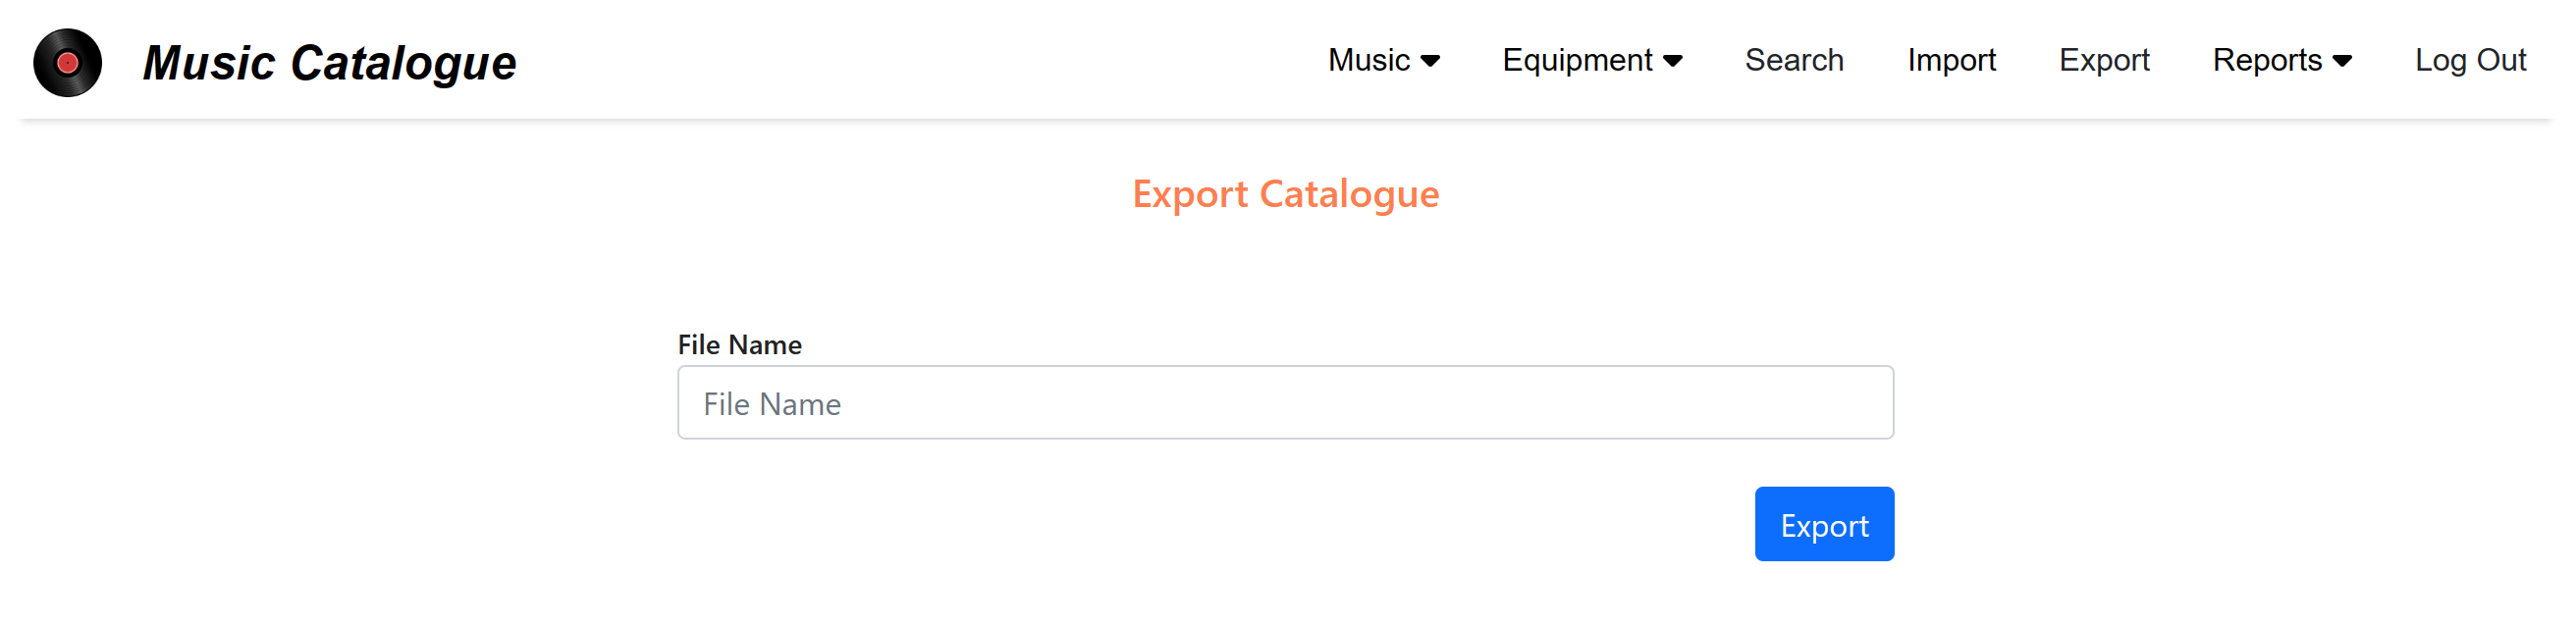 Music Catalogue Music Equipment Search Import Export Reports Log Out
Export Catalogue
File Name
File Name
Export